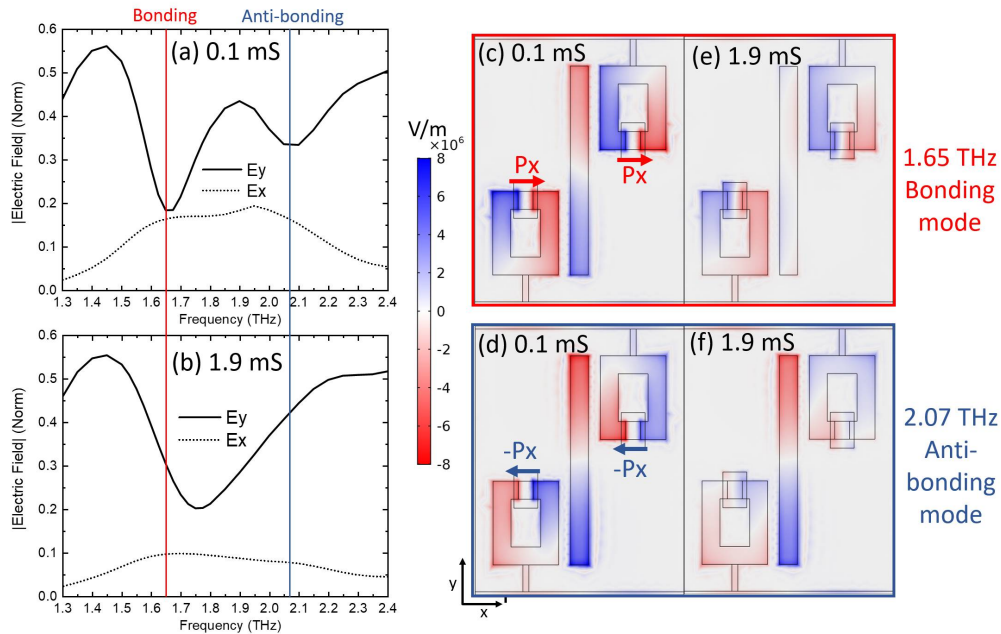 Bonding
Anti-bonding
(a) 0.1 mS
|Electric Field| (Norm)
0.6
0.5
0.4
0.3
0.2
0.1
0.0
Ey
Ex
1.3 1.4 1.5 1.6 1.7 1.8 1.9 2.0 2.1 2.2 2.3 2.4
Frequency (THz)
(b) 1.9 mS
|Electric Field| (Norm)
0.6
0.5
0.4
0.3
0.2
0.1
0.0
Ey
Ex
1.3 1.4 1.5 1.6 1.7 1.8 1.9 2.0 2.1 2.2 2.3 2.4
Frequency (THz)
V/m
×10⁶
8
6
4
2
0
-2
-4
-6
-8
(c) 0.1 mS
Px
Px
(e) 1.9 mS
1.65 THz
Bonding
mode
(d) 0.1 mS
-Px
-Px
(f) 1.9 mS
2.07 THz
Anti-
bonding
mode
y
x